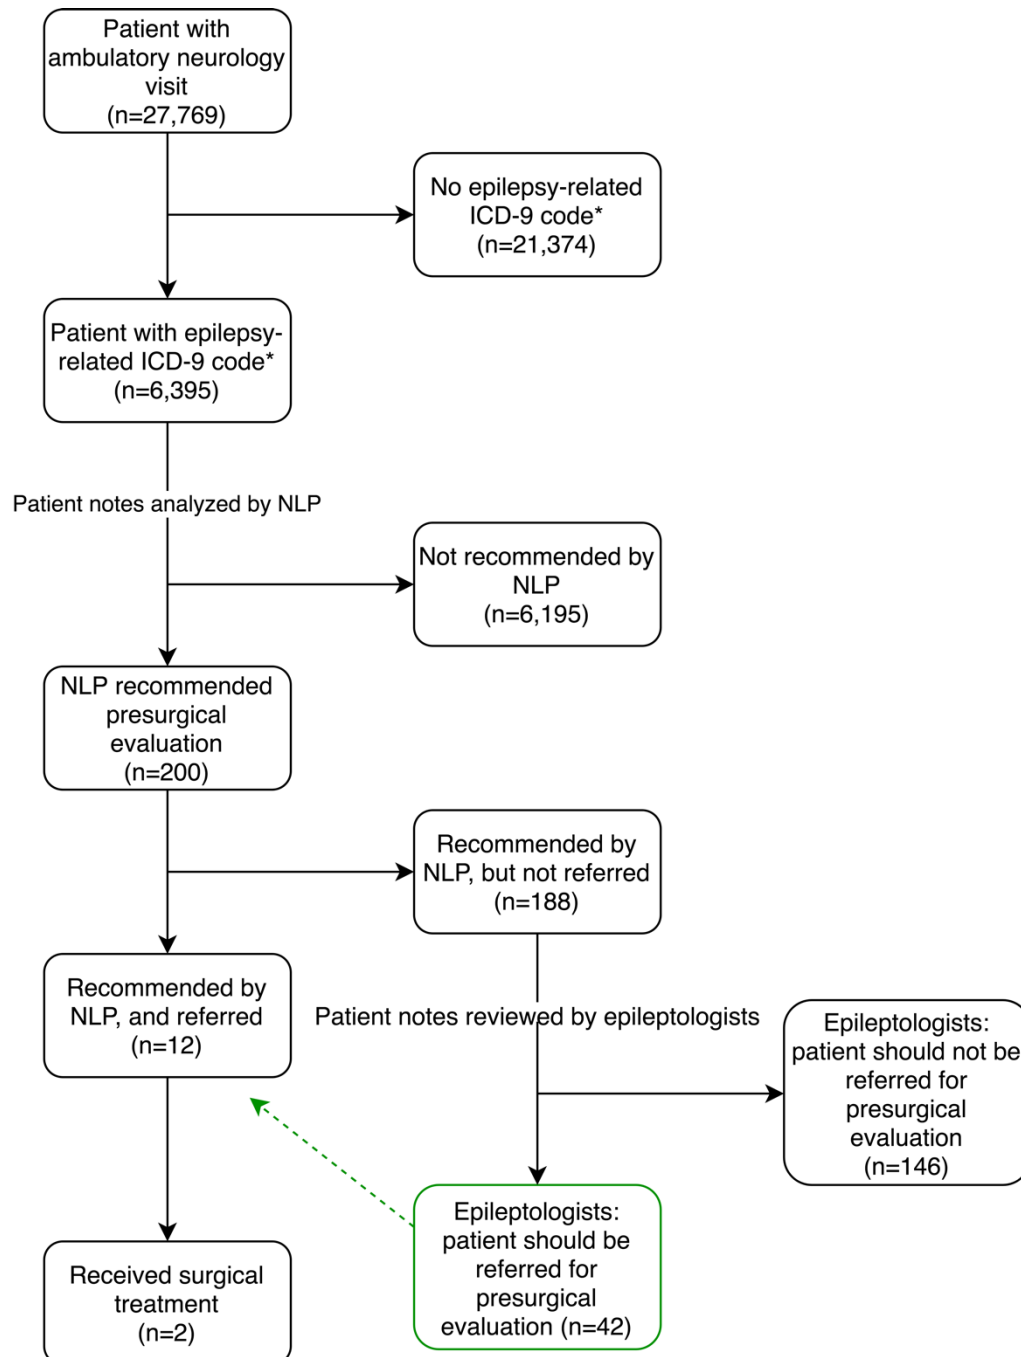 Patient with
ambulatory neurology
visit
(n=27,769)
No epilepsy-related
ICD-9 code*
(n=21,374)
Patient with epilepsy-
related ICD-9 code*
(n=6,395)
Patient notes analyzed by NLP
Not recommended by
NLP
(n=6,195)
NLP recommended
presurgical
evaluation
(n=200)
Recommended by
NLP, but not referred
(n=188)
Recommended by
NLP, and referred
(n=12)
Patient notes reviewed by epileptologists
Epileptologists:
patient should not be
referred for
presurgical
evaluation
(n=146)
Epileptologists:
patient should be
referred for
presurgical
evaluation (n=42)
Received surgical
treatment
(n=2)